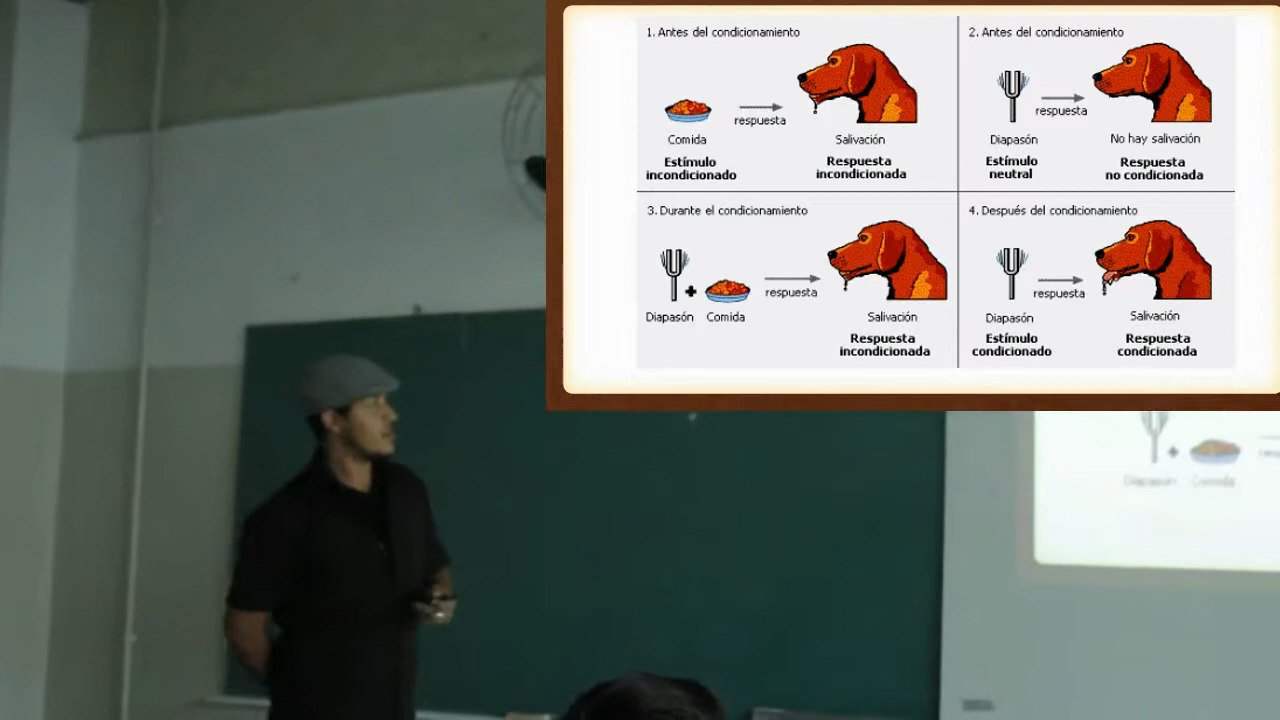 1. Antes del condicionamiento
respuesta
Comida
Salivación
Estímulo
incondicionado
Respuesta
incondicionada
2. Antes del condicionamiento
respuesta
Diapasón
No hay salivación
Estímulo
neutral
Respuesta
no condicionada
3. Durante el condicionamiento
+
respuesta
Diapasón
Comida
Salivación
Respuesta
incondicionada
4. Después del condicionamiento
respuesta
Diapasón
Salivación
Estímulo
condicionado
Respuesta
condicionada
+
Diapasón
Comida